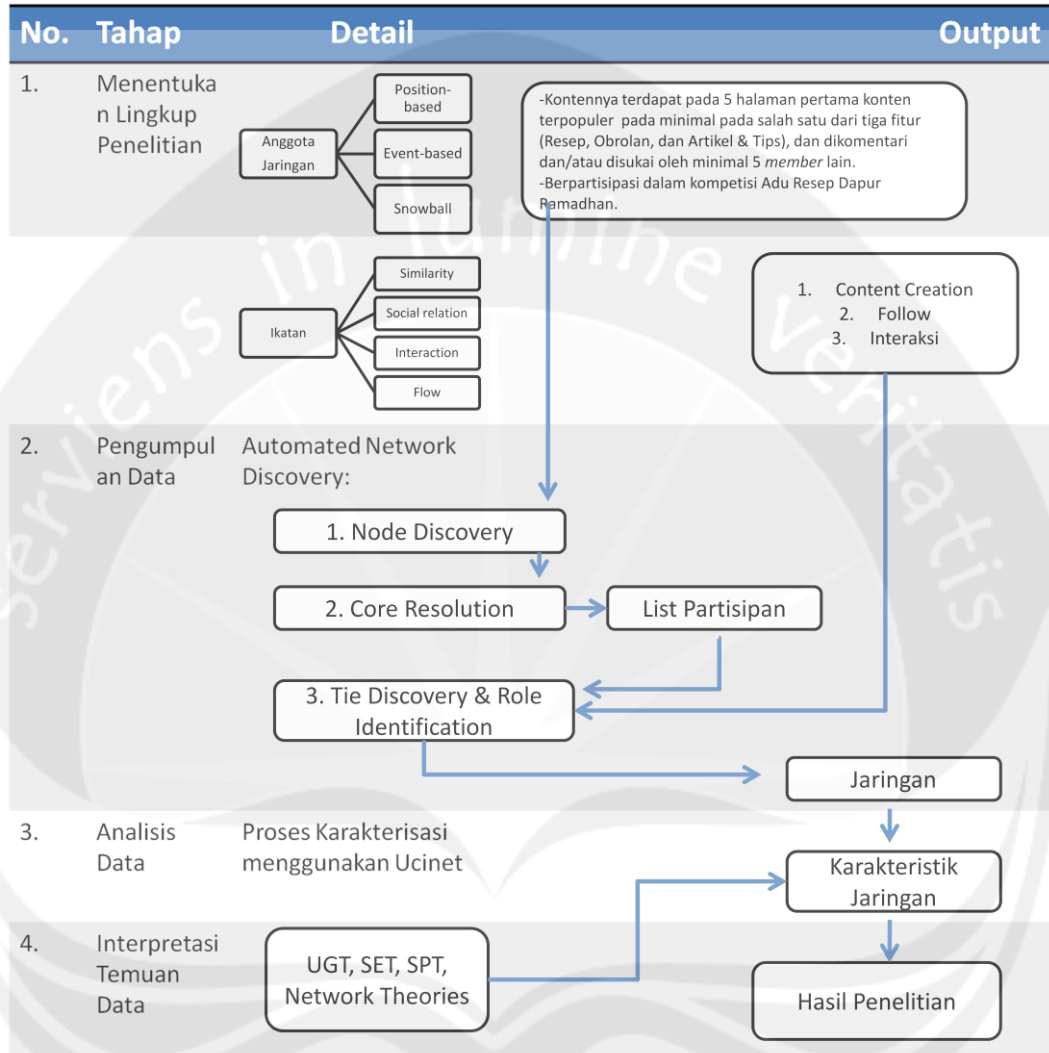 No. Tahap Detail Output
1. Menentuka
n Lingkup
Penelitian
Anggota
Jaringan
Position-
based
Event-based
Snowball
-Kontennya terdapat pada 5 halaman pertama konten
terpopuler pada minimal pada salah satu dari tiga fitur
(Resep, Obrolan, dan Artikel & Tips), dan dikomentari
dan/atau disukai oleh minimal 5 member lain.
-Berpartisipasi dalam kompetisi Adu Resep Dapur
Ramadhan.
Ikatan
Similarity
Social relation
Interaction
Flow
1. Content Creation
2. Follow
3. Interaksi
2. Pengumpul
an Data
Automated Network
Discovery:
1. Node Discovery
2. Core Resolution
List Partisipan
3. Tie Discovery & Role
Identification
Jaringan
3. Analisis
Data
Proses Karakterisasi
menggunakan Ucinet
Karakteristik
Jaringan
4. Interpretasi
Temuan
Data
UGT, SET, SPT,
Network Theories
Hasil Penelitian
serviens in lumine veritatis